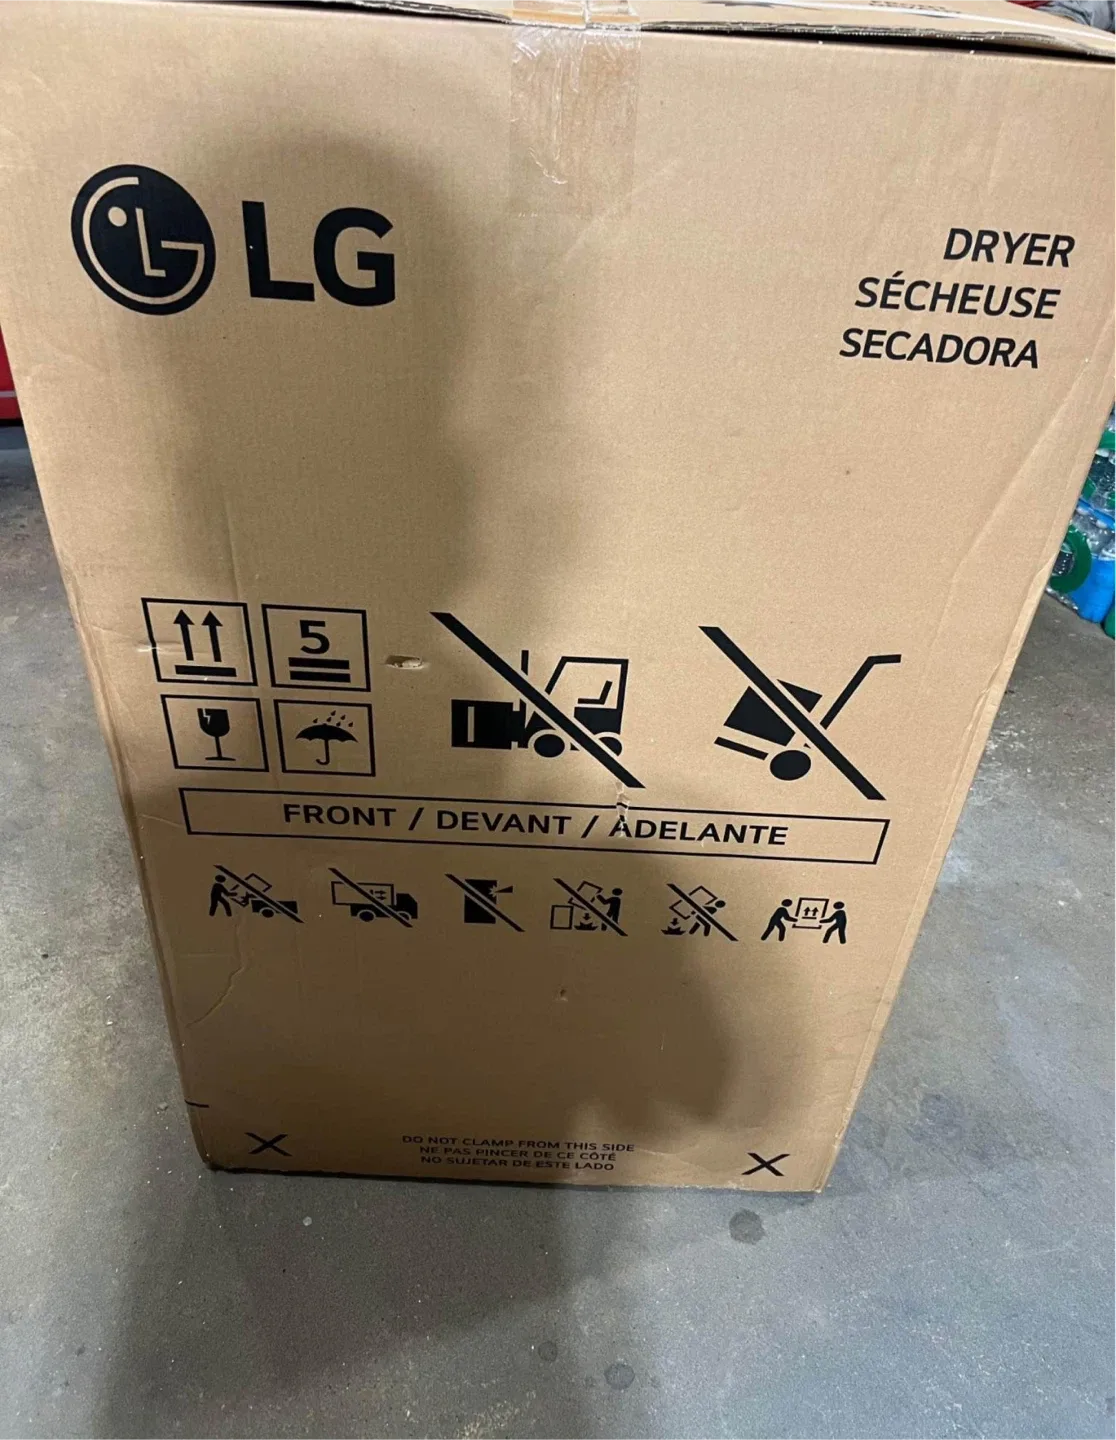 LG
DRYER
SÉCHEUSE
SECADORA
5
FRONT / DEVANT / ADELANTE
DO NOT CLAMP FROM THIS SIDE
NE PAS PINCER DE CE CÔTÉ
NO SUJETAR DE ESTE LADO